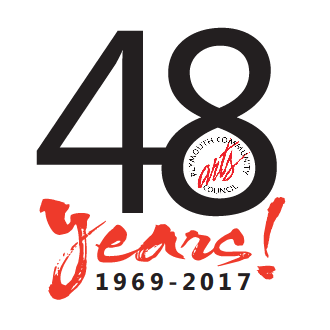 48
PLYMOUTH COMMUNITY
arts
COUNCIL
Years!
1969-2017